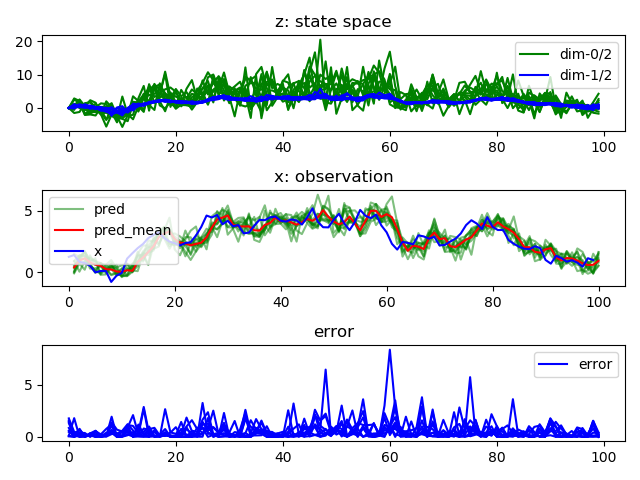 z: state space
20
10
0
dim-0/2
dim-1/2
0 20 40 60 80 100
x: observation
5
0
pred
pred_mean
x
0 20 40 60 80 100
error
5
0
error
0 20 40 60 80 100